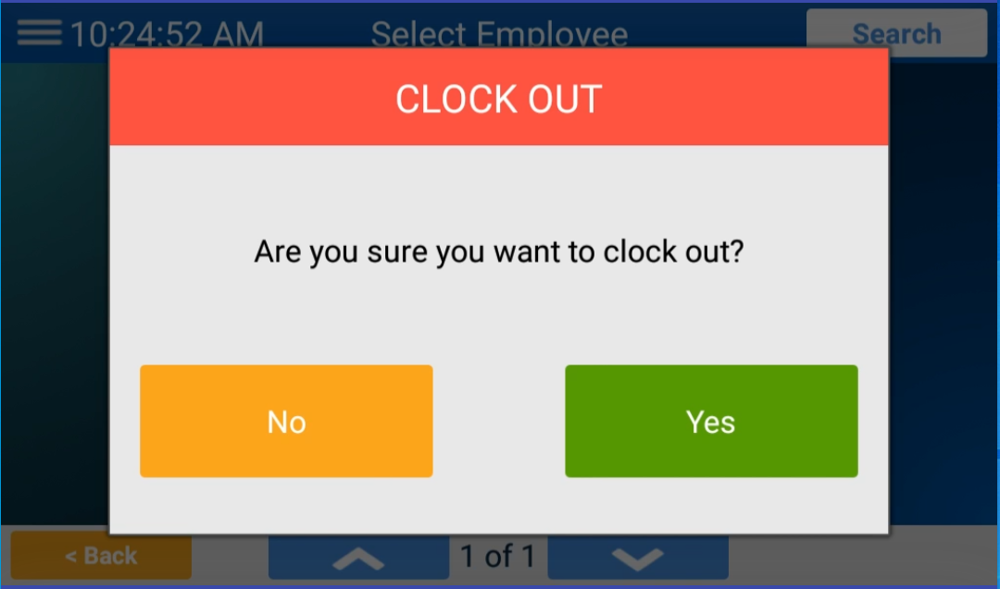 10:24:52 AM
Select Employee
Search
CLOCK OUT
Are you sure you want to clock out?
No
Yes
< Back
1 of 1